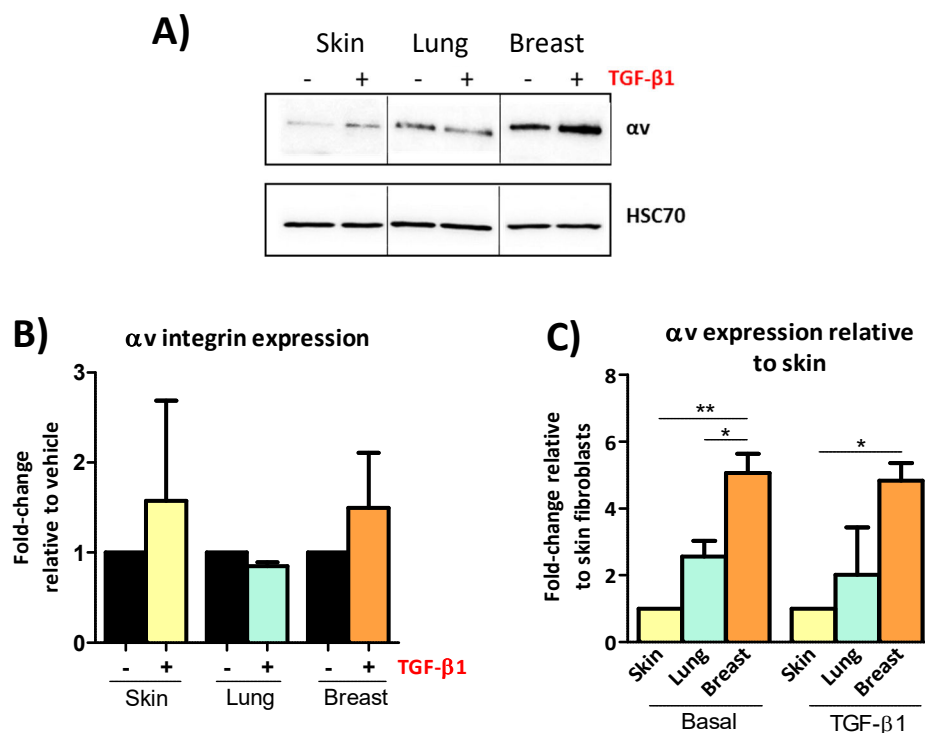 A)
Skin Lung Breast
- + - + - + TGF-β1
αv
HSC70
B)
αv integrin expression
Fold-change
relative to vehicle
3
2
1
0
- + - + - + TGF-β1
Skin Lung Breast
C)
αv expression relative
to skin
Fold-change relative
to skin fibroblasts
8
6
4
2
0
**
*
*
Skin Lung Breast Skin Lung Breast
Basal TGF-β1